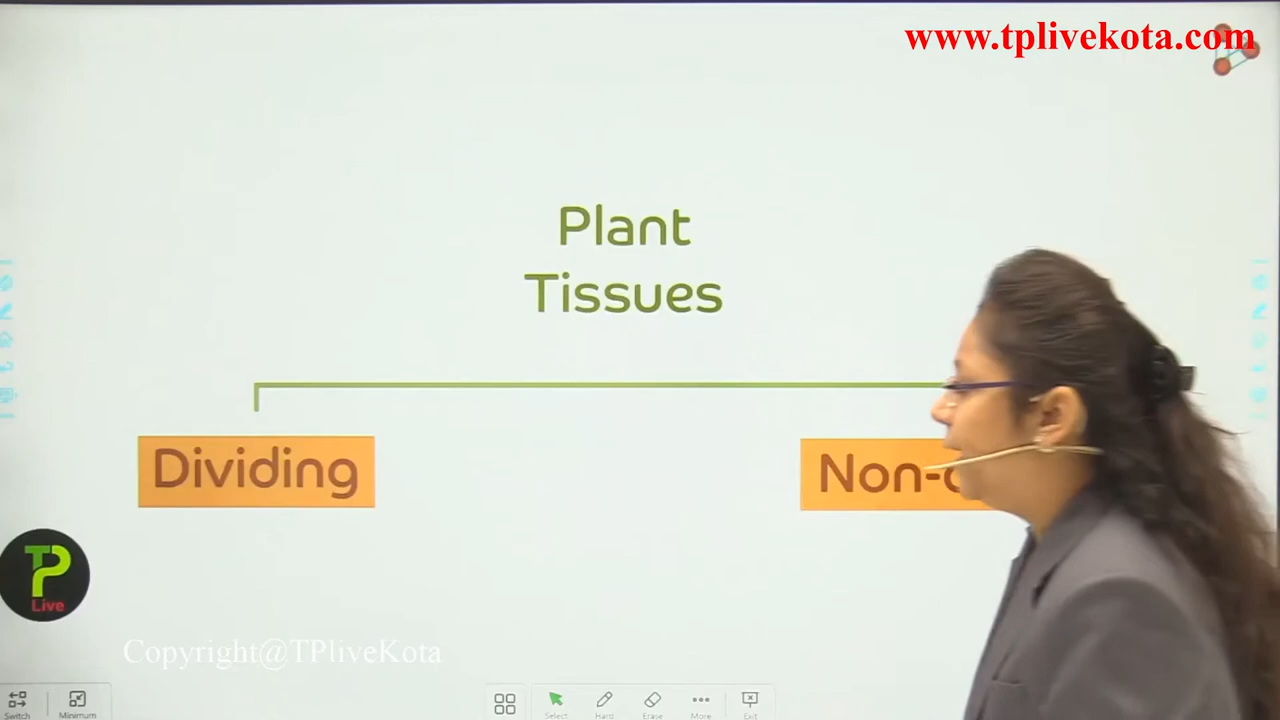 www.tplivekota.com
Plant
Tissues
Dividing
Non-
TP
Live
Copyright@TPliveKota
Switch
Minimum
Select
Hard
Erase
More
Exit